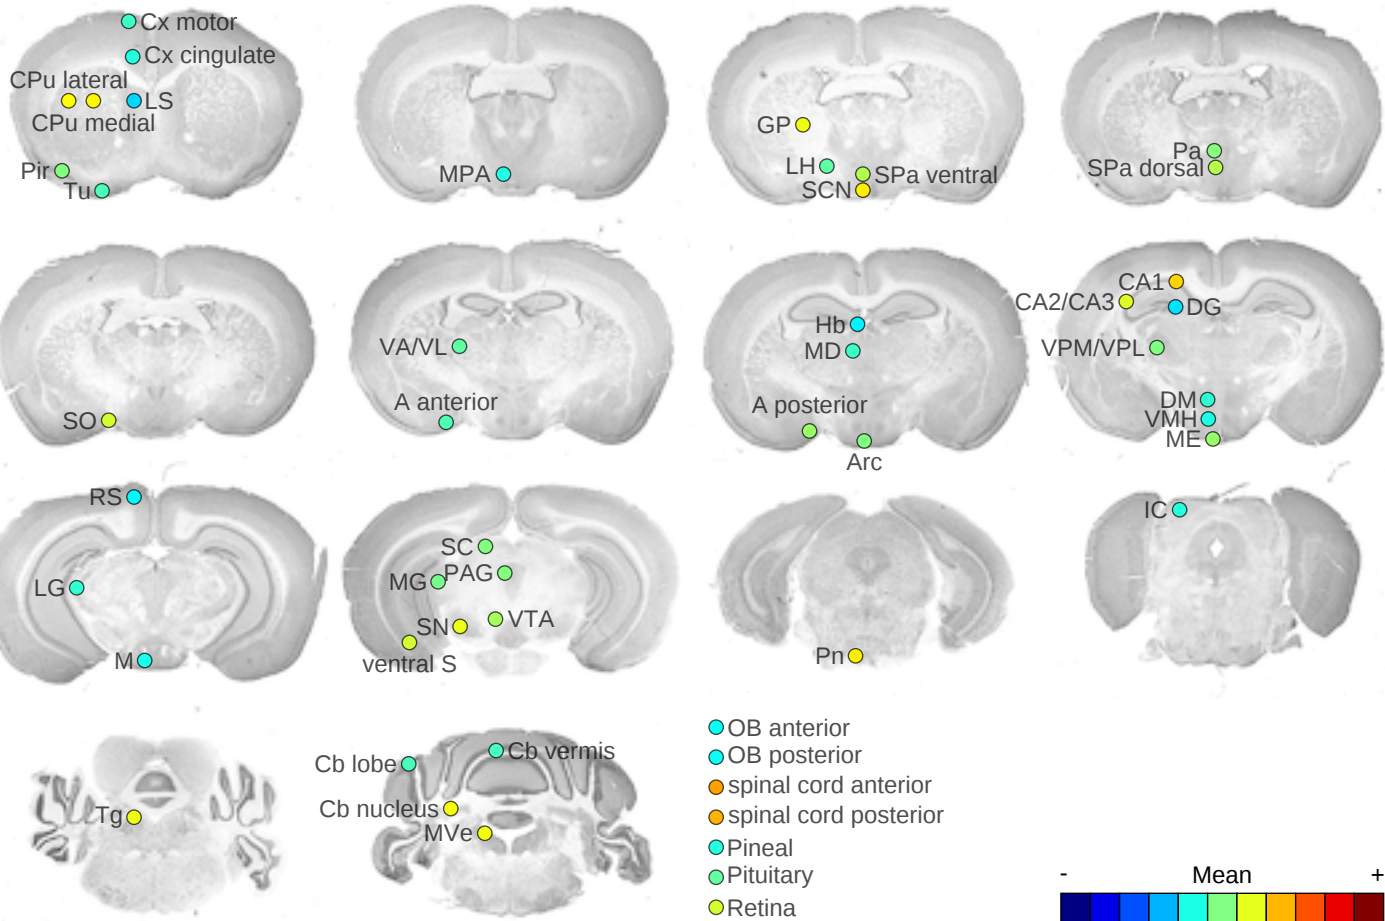 Cx motor
Cx cingulate
CPu lateral
LS
CPu medial
Pir
Tu
MPA
GP
LH
SPa ventral
SCN
Pa
SPa dorsal
SO
VA/VL
A anterior
Hb
MD
A posterior
Arc
CA1
CA2/CA3
DG
VPM/VPL
DM
VMH
ME
RS
LG
M
SC
PAG
MG
VTA
SN
ventral S
Pn
IC
Tg
Cb vermis
Cb lobe
Cb nucleus
MVe
OB anterior
OB posterior
spinal cord anterior
spinal cord posterior
Pineal
Pituitary
Retina
- Mean +